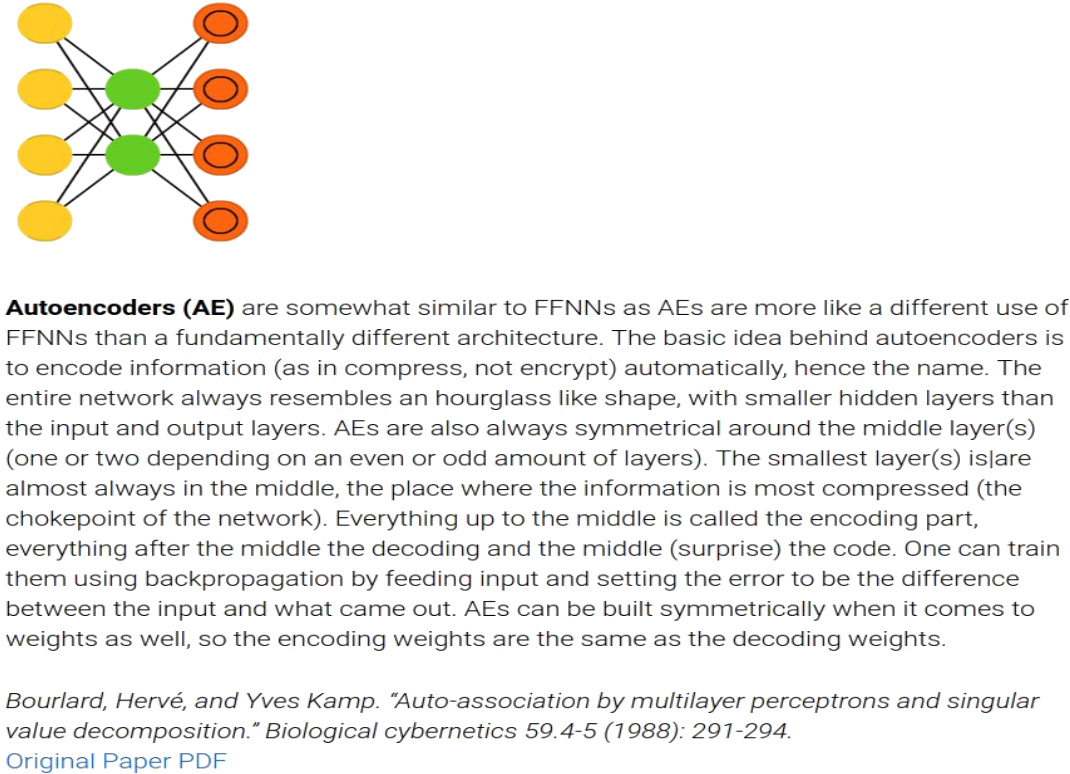 Autoencoders (AE) are somewhat similar to FFNNs as AEs are more like a different use of
FFNNs than a fundamentally different architecture. The basic idea behind autoencoders is
to encode information (as in compress, not encrypt) automatically, hence the name. The
entire network always resembles an hourglass like shape, with smaller hidden layers than
the input and output layers. AEs are also always symmetrical around the middle layer(s)
(one or two depending on an even or odd amount of layers). The smallest layer(s) is|are
almost always in the middle, the place where the information is most compressed (the
chokepoint of the network). Everything up to the middle is called the encoding part,
everything after the middle the decoding and the middle (surprise) the code. One can train
them using backpropagation by feeding input and setting the error to be the difference
between the input and what came out. AEs can be built symmetrically when it comes to
weights as well, so the encoding weights are the same as the decoding weights.
Bourlard, Hervé, and Yves Kamp. “Auto-association by multilayer perceptrons and singular
value decomposition.” Biological cybernetics 59.4-5 (1988): 291-294.
Original Paper PDF